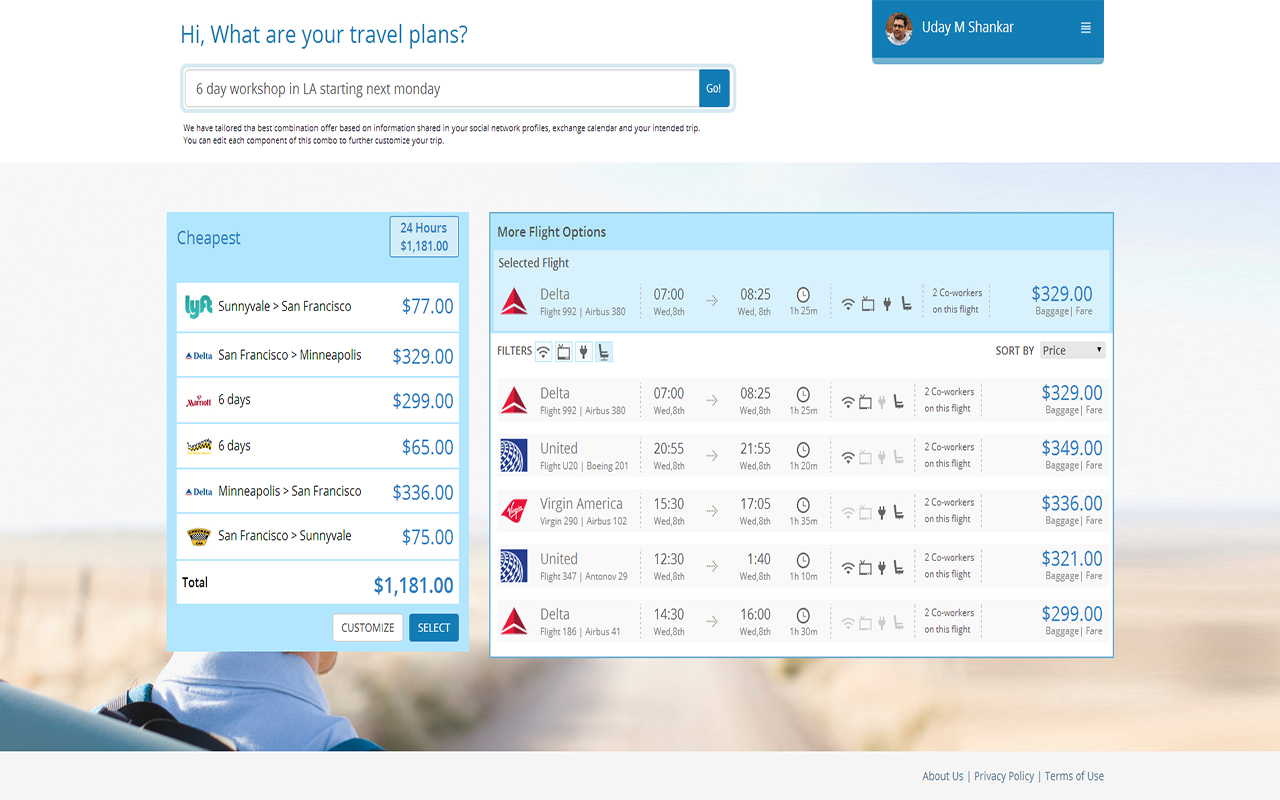 Hi, What are your travel plans?
Uday M Shankar
6 day workshop in LA starting next monday
Go!
We have tailored tha best combination offer based on information shared in your social network profiles, exchange calendar and your intended trip.
You can edit each component of this combo to further customize your trip.
Cheapest
24 Hours
$1,181.00
lyft Sunnyvale > San Francisco $77.00
Delta San Francisco > Minneapolis $329.00
Marriott 6 days $299.00
6 days $65.00
Delta Minneapolis > San Francisco $336.00
San Francisco > Sunnyvale $75.00
Total $1,181.00
CUSTOMIZE SELECT
More Flight Options
Selected Flight
Delta 07:00 08:25 2 Co-workers $329.00
Flight 992 | Airbus 380 Wed,8th Wed, 8th 1h 25m on this flight Baggage| Fare
FILTERS SORT BY Price
Delta 07:00 08:25 2 Co-workers $329.00
Flight 992 | Airbus 380 Wed,8th Wed,8th 1h 25m on this flight Baggage| Fare
United 20:55 21:55 2 Co-workers $349.00
Flight U20 | Boeing 201 Wed,8th Wed,8th 1h 20m on this flight Baggage| Fare
Virgin America 15:30 17:05 2 Co-workers $336.00
Virgin 290 | Airbus 102 Wed,8th Wed,8th 1h 35m on this flight Baggage| Fare
United 12:30 1:40 2 Co-workers $321.00
Flight 347 | Antonov 29 Wed,8th Wed,8th 1h 10m on this flight Baggage| Fare
Delta 14:30 16:00 2 Co-workers $299.00
Flight 186 | Airbus 41 Wed,8th Wed,8th 1h 30m on this flight Baggage| Fare
About Us | Privacy Policy | Terms of Use